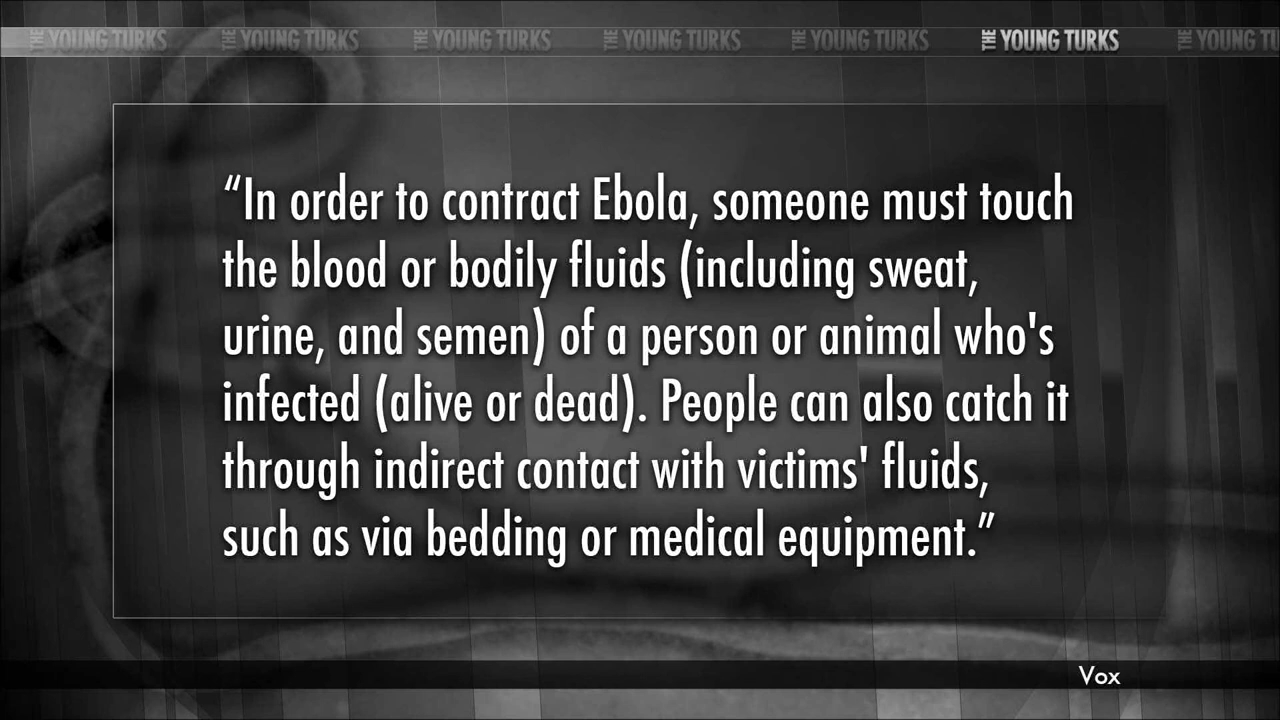 THE YOUNG TURKS THE YOUNG TURKS THE YOUNG TURKS THE YOUNG TURKS THE YOUNG TURKS THE YOUNG TURKS THE YOUNG TU
“In order to contract Ebola, someone must touch
the blood or bodily fluids (including sweat,
urine, and semen) of a person or animal who's
infected (alive or dead). People can also catch it
through indirect contact with victims' fluids,
such as via bedding or medical equipment.”
Vox